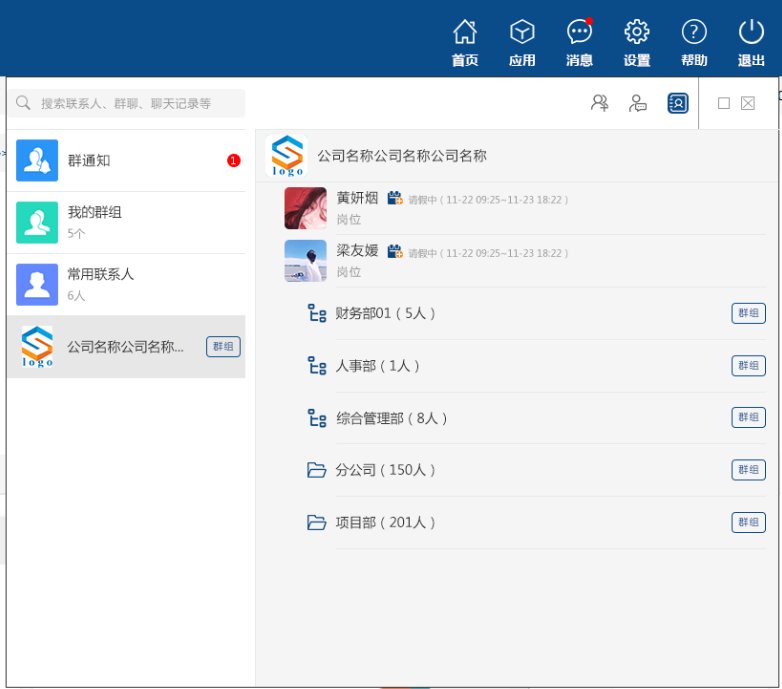 首页 应用 消息 设置 帮助 退出
搜索联系人、群聊、聊天记录等
群通知 1
我的群组
5个
常用联系人
6人
logo 公司名称公司名称... 群组
logo 公司名称公司名称公司名称
黄妍烟 请假中 ( 11-22 09:25~11-23 18:22 )
岗位
梁友媛 请假中 ( 11-22 09:25~11-23 18:22 )
岗位
财务部01 ( 5人 ) 群组
人事部 ( 1人 ) 群组
综合管理部 ( 8人 ) 群组
分公司 ( 150人 ) 群组
项目部 ( 201人 ) 群组